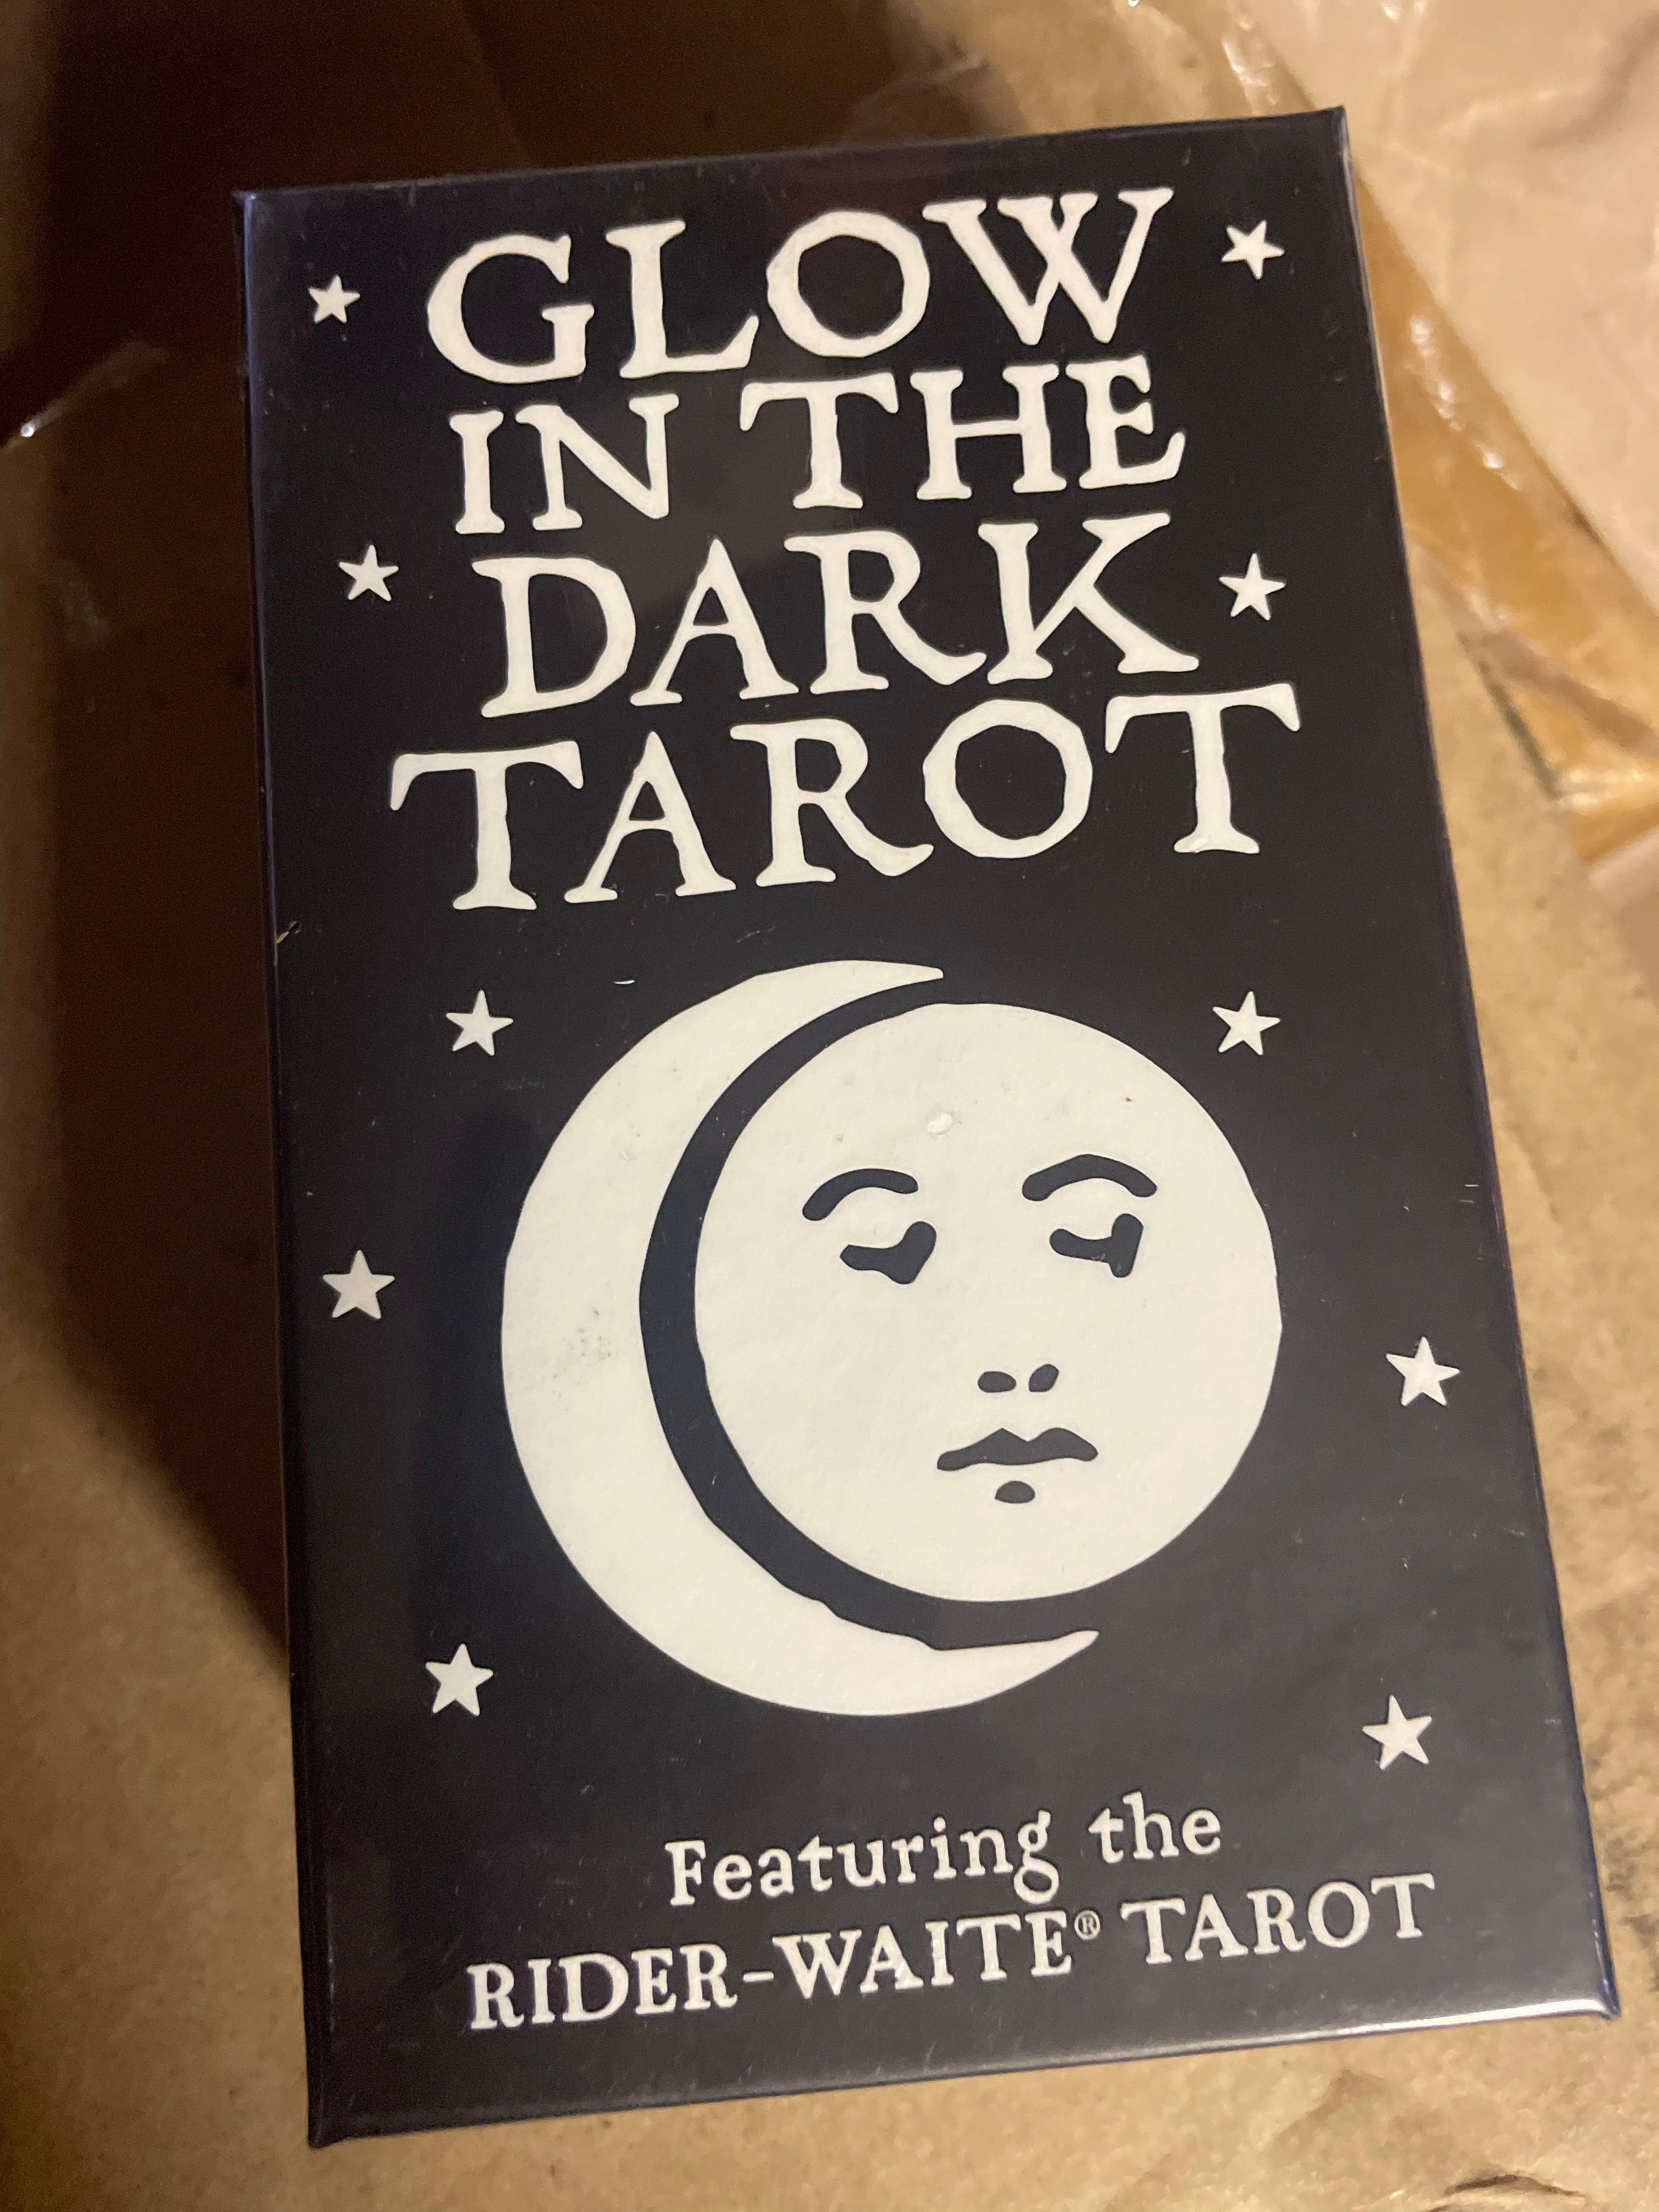 GLOW
IN THE
DARK
TAROT
Featuring the
RIDER-WAITE® TAROT